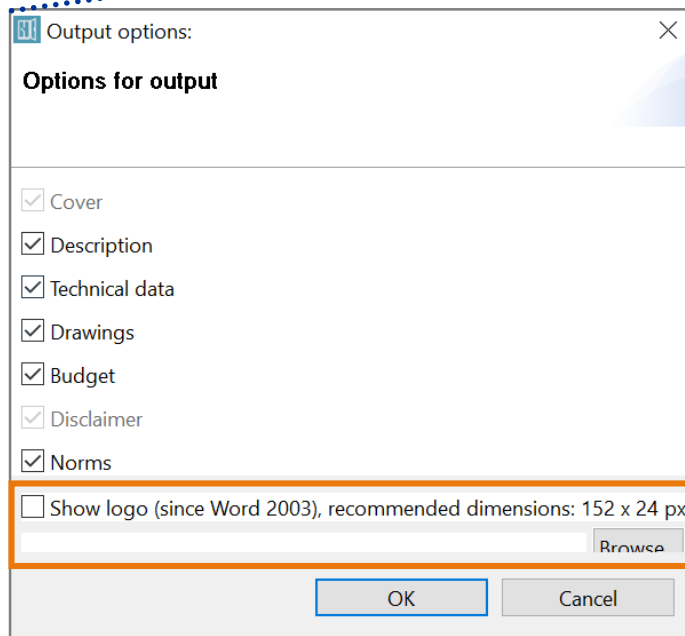 Output options:
Options for output
Cover
Description
Technical data
Drawings
Budget
Disclaimer
Norms
Show logo (since Word 2003), recommended dimensions: 152 x 24 px
Browse
OK
Cancel